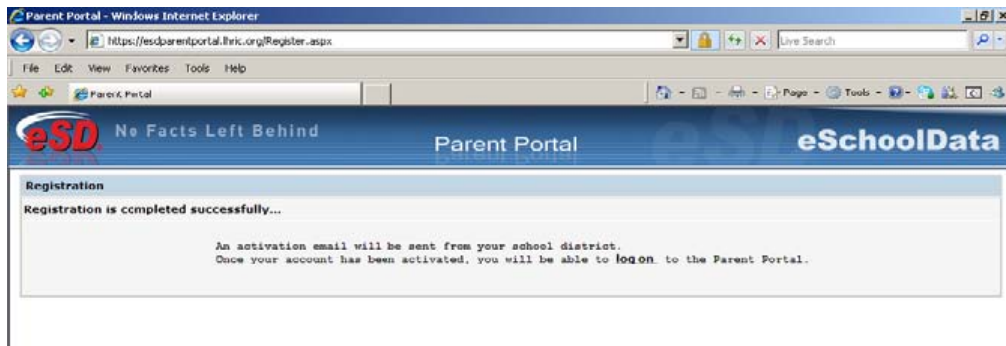 Parent Portal - Windows Internet Explorer
https://esdparentportal.lhric.org/Register.aspx
Live Search
File Edit View Favorites Tools Help
Parent Portal
Page Tools
eSD No Facts Left Behind
Parent Portal
eSchoolData
Registration
Registration is completed successfully...
An activation email will be sent from your school district.
Once your account has been activated, you will be able to log on to the Parent Portal.